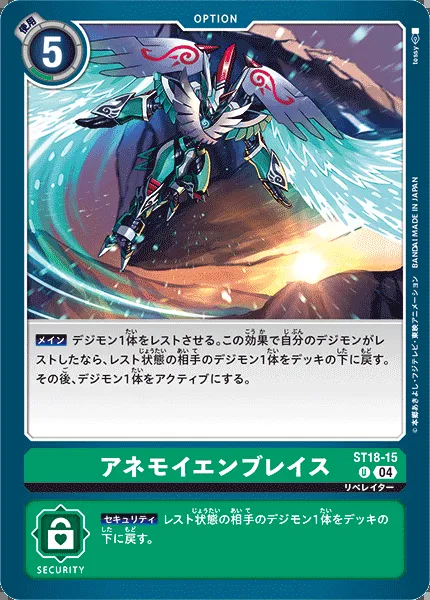 OPTION
使用
5
tessy
©本郷あきよし・フジテレビ・東映アニメーション BANDAI MADE IN JAPAN
メイン デジモン1体をレストさせる。この効果で自分のデジモンがレ
ストしたなら、レスト状態の相手のデジモン1体をデッキの下に戻す。
その後、デジモン1体をアクティブにする。
アネモイエンブレイス
ST18-15
U 04
リベレイター
セキュリティ レスト状態の相手のデジモン1体をデッキの
下に戻す。
SECURITY